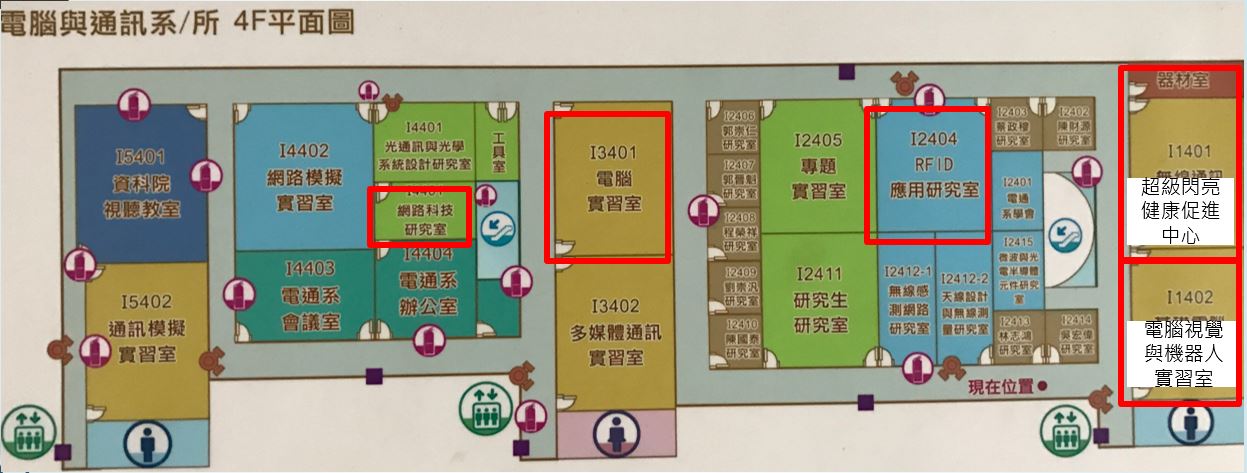 電腦與通訊系/所 4F平面圖
I5401
資科院
視聽教室
I5402
通訊模擬
實習室
I4402
網路模擬
實習室
I4401
光通訊與光學
系統設計研究室
工具室
網路科技
研究室
I4403
電通系
會議室
I4404
電通系
辦公室
I3401
電腦
實習室
I3402
多媒體通訊
實習室
I2406
郭崇仁
研究室
I2407
郭晉魁
研究室
I2408
程榮祥
研究室
I2409
劉崇汎
研究室
I2410
陳國泰
研究室
I2405
專題
實習室
I2411
研究生
研究室
I2404
RFID
應用研究室
I2412-1
無線感
測網路
研究室
I2412-2
天線設計
與無線測
量研究室
I2403
蔡政穆
研究室
I2402
陳財源
研究室
I2401
電通
系學會
I2415
微波與光
電半導體
元件研究
室
I2413
林志鴻
研究室
I2414
吳宏偉
研究室
現在位置
器材室
I1401
無線通訊
超級閃亮
健康促進
中心
I1402
電腦視覺
與機器人
實習室